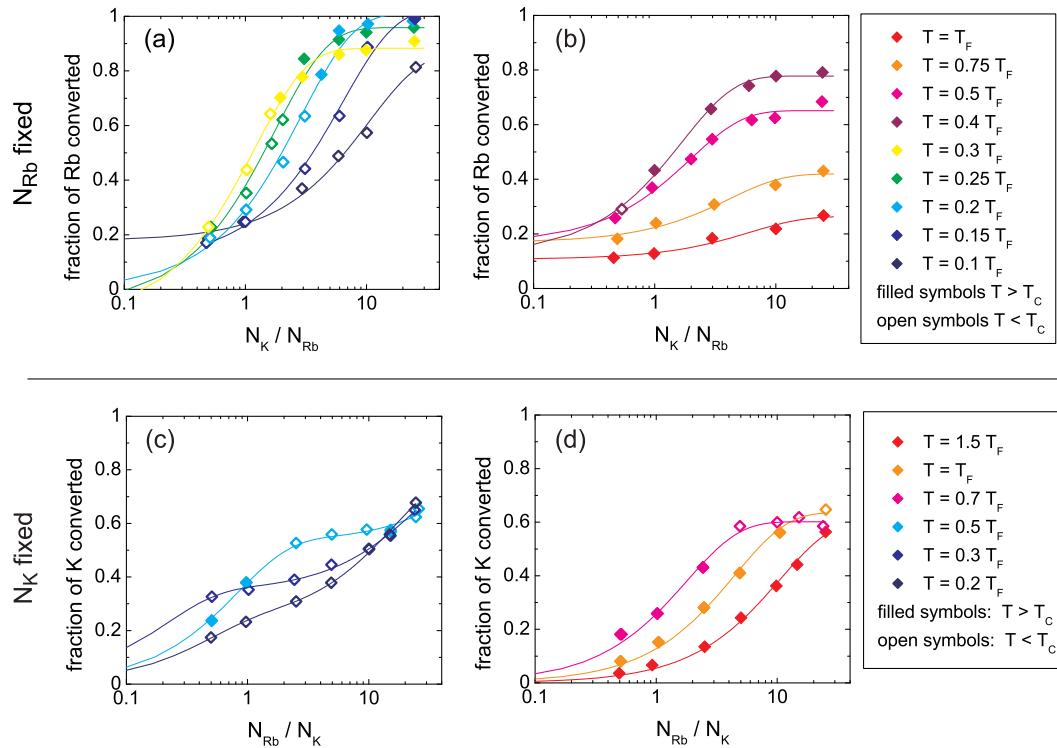 (a)
N_Rb fixed
fraction of Rb converted
1
0.8
0.6
0.4
0.2
0
0.1
1
10
N_K / N_Rb
(b)
fraction of Rb converted
1
0.8
0.6
0.4
0.2
0
0.1
1
10
N_K / N_Rb
T = T_F
T = 0.75 T_F
T = 0.5 T_F
T = 0.4 T_F
T = 0.3 T_F
T = 0.25 T_F
T = 0.2 T_F
T = 0.15 T_F
T = 0.1 T_F
filled symbols T > T_C
open symbols T < T_C
(c)
N_K fixed
fraction of K converted
1
0.8
0.6
0.4
0.2
0
0.1
1
10
N_Rb / N_K
(d)
fraction of K converted
1
0.8
0.6
0.4
0.2
0
0.1
1
10
N_Rb / N_K
T = 1.5 T_F
T = T_F
T = 0.7 T_F
T = 0.5 T_F
T = 0.3 T_F
T = 0.2 T_F
filled symbols: T > T_C
open symbols: T < T_C